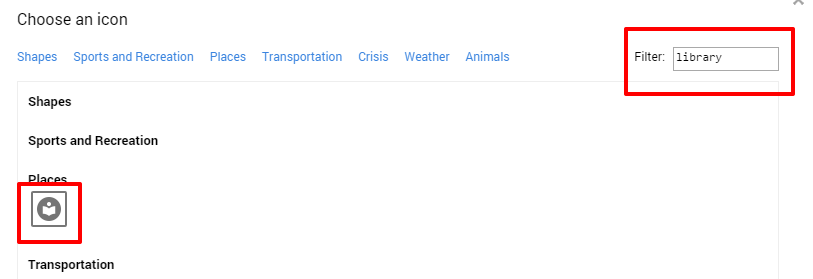 Choose an icon
Shapes Sports and Recreation Places Transportation Crisis Weather Animals Filter: library
Shapes
Sports and Recreation
Places
Transportation